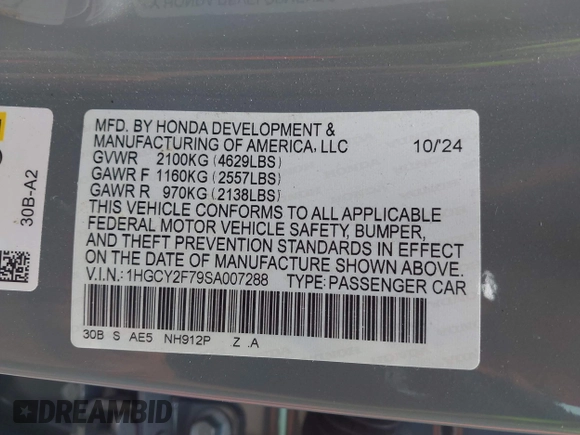 MFD. BY HONDA DEVELOPMENT &
MANUFACTURING OF AMERICA, LLC 10/'24
GVWR 2100KG (4629LBS)
GAWR F 1160KG (2557LBS)
GAWR R 970KG (2138LBS)
THIS VEHICLE CONFORMS TO ALL APPLICABLE
FEDERAL MOTOR VEHICLE SAFETY, BUMPER,
AND THEFT PREVENTION STANDARDS IN EFFECT
ON THE DATE OF MANUFACTURE SHOWN ABOVE.
V.I.N.:1HGCY2F79SA007288 TYPE:PASSENGER CAR
30B S AE5 NH912P Z .A
30B-A2
DREAMBID